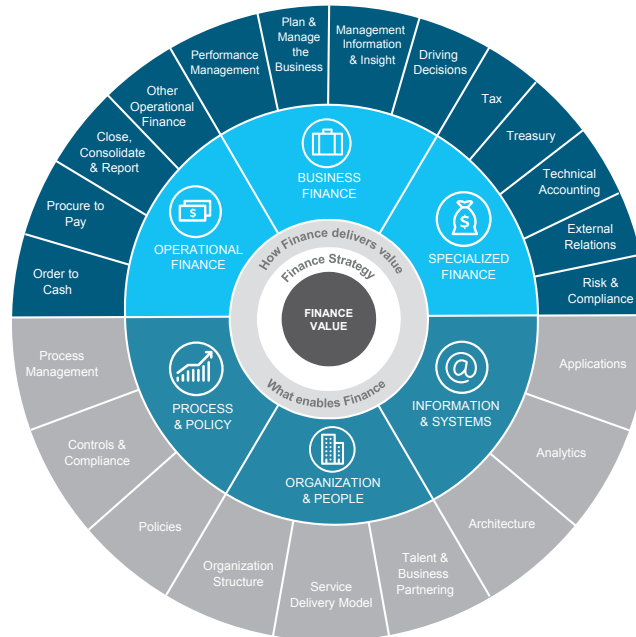 Plan &
Manage
the
Business
Management
Information
& Insight
Performance
Management
Driving
Decisions
Other
Operational
Finance
Tax
Close,
Consolidate
& Report
Treasury
Procure to
Pay
Technical
Accounting
Order to
Cash
External
Relations
Risk &
Compliance
BUSINESS
FINANCE
$
OPERATIONAL
FINANCE
$
SPECIALIZED
FINANCE
How Finance delivers value
Finance Strategy
FINANCE
VALUE
What enables Finance
PROCESS
& POLICY
@
INFORMATION
& SYSTEMS
ORGANIZATION
& PEOPLE
Process
Management
Applications
Controls &
Compliance
Analytics
Policies
Architecture
Organization
Structure
Service
Delivery Model
Talent &
Business
Partnering